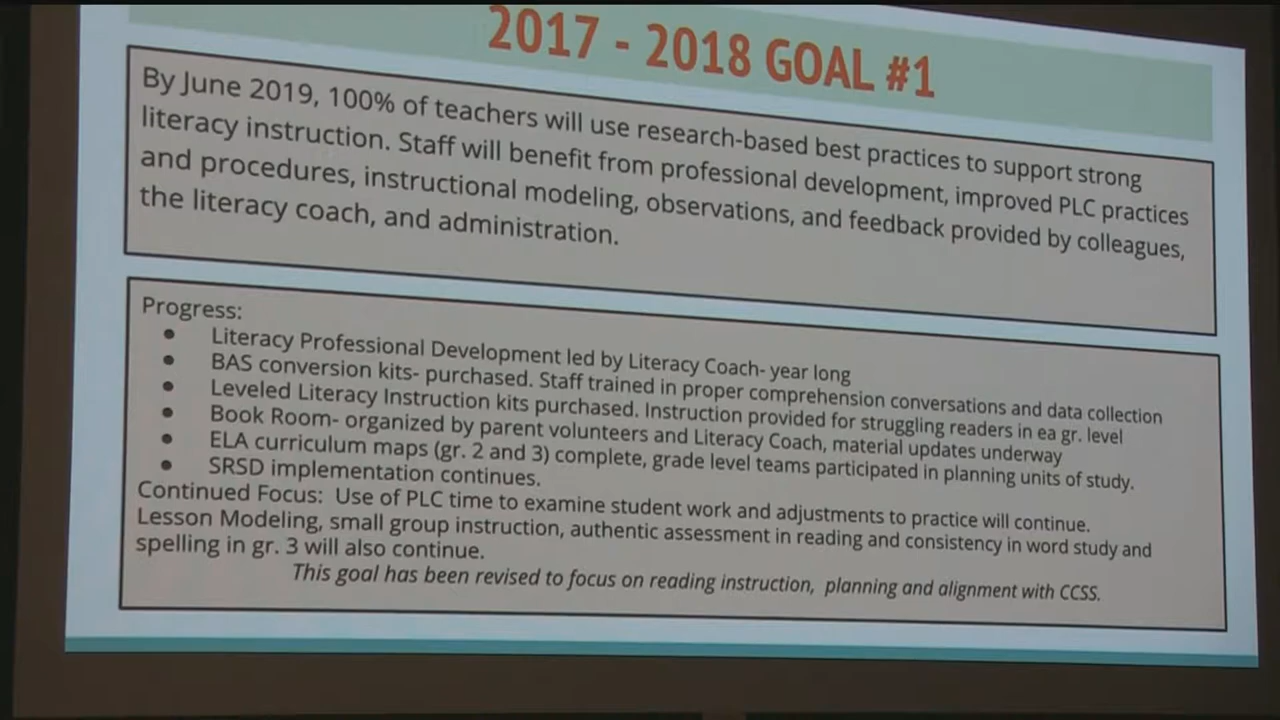 2017 - 2018 GOAL #1
By June 2019, 100% of teachers will use research-based best practices to support strong
literacy instruction. Staff will benefit from professional development, improved PLC practices
and procedures, instructional modeling, observations, and feedback provided by colleagues,
the literacy coach, and administration.
Progress:
● Literacy Professional Development led by Literacy Coach- year long
● BAS conversion kits- purchased. Staff trained in proper comprehension conversations and data collection
● Leveled Literacy Instruction kits purchased. Instruction provided for struggling readers in ea gr. level
● Book Room- organized by parent volunteers and Literacy Coach, material updates underway
● ELA curriculum maps (gr. 2 and 3) complete, grade level teams participated in planning units of study.
● SRSD implementation continues.
Continued Focus: Use of PLC time to examine student work and adjustments to practice will continue.
Lesson Modeling, small group instruction, authentic assessment in reading and consistency in word study and
spelling in gr. 3 will also continue.
This goal has been revised to focus on reading instruction, planning and alignment with CCSS.